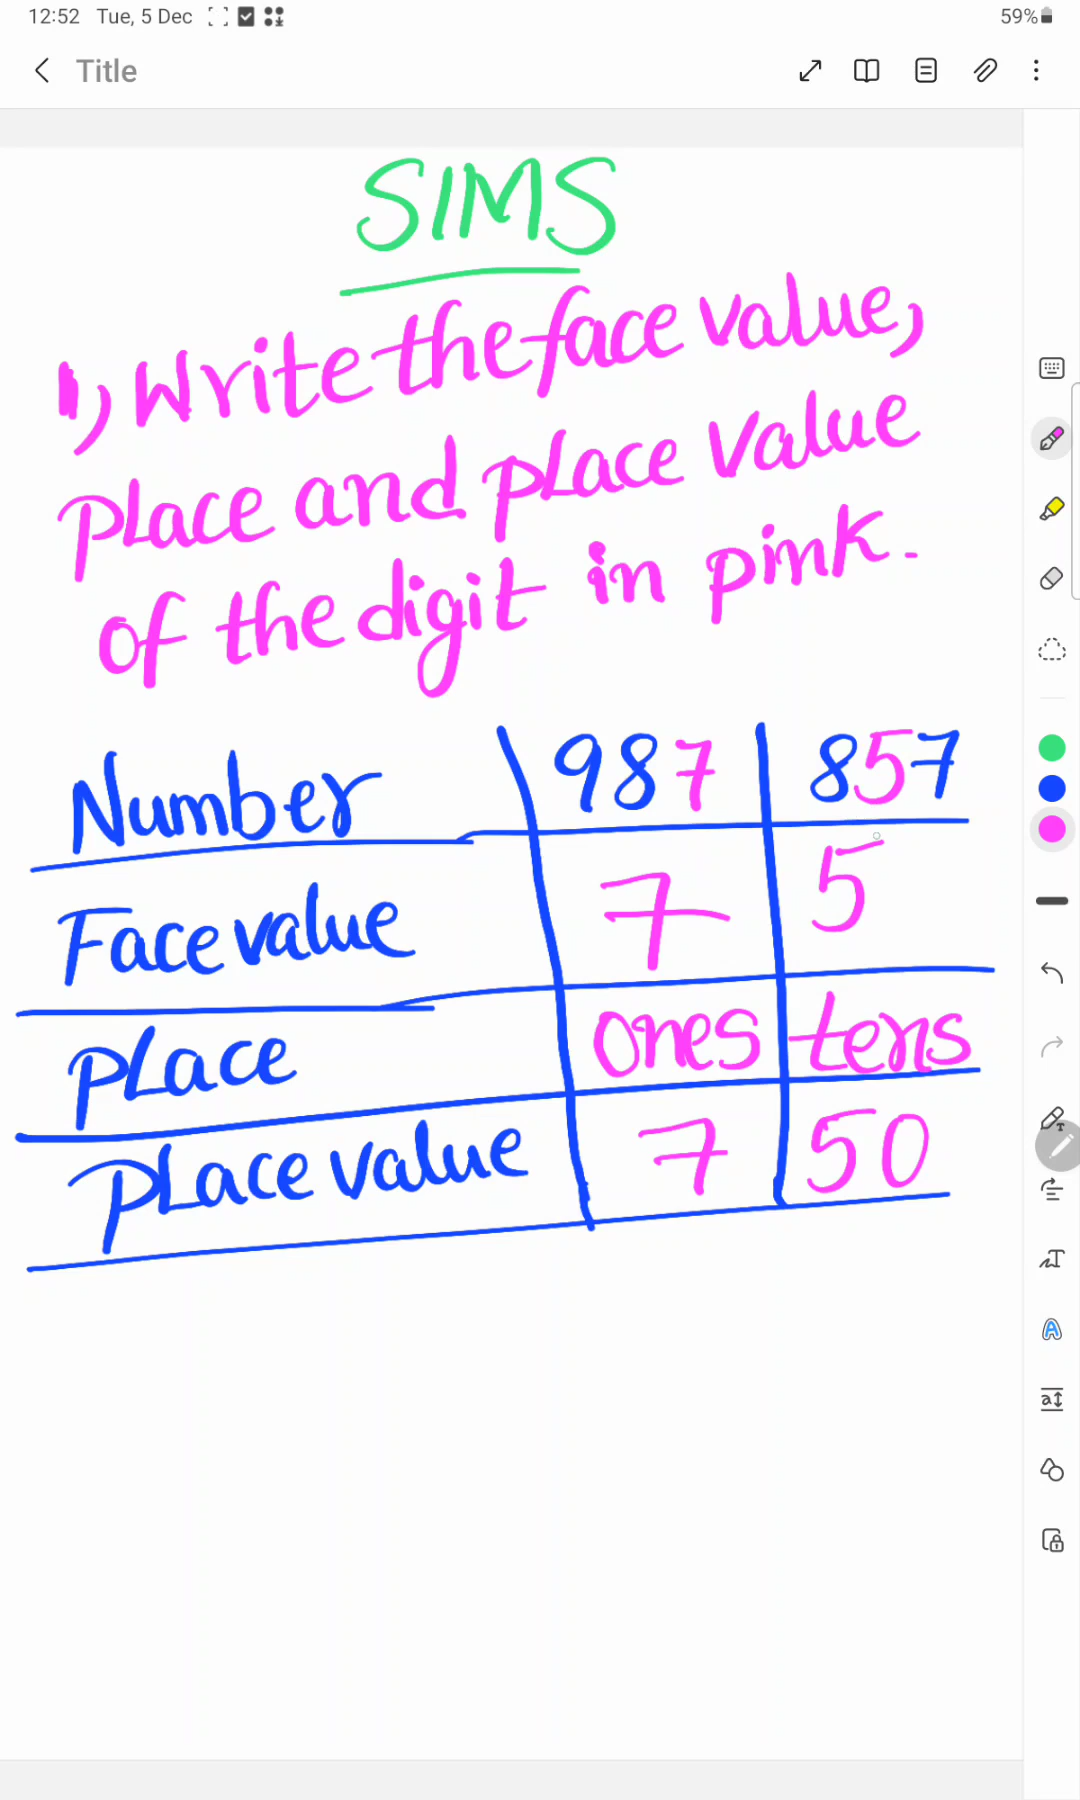 12:52 Tue, 5 Dec 59%
Title
SIMS
1) Write the face value,
place and place value
of the digit in pink.
Number 987 857
Face value 7 5
place ones tens
place value 7 50